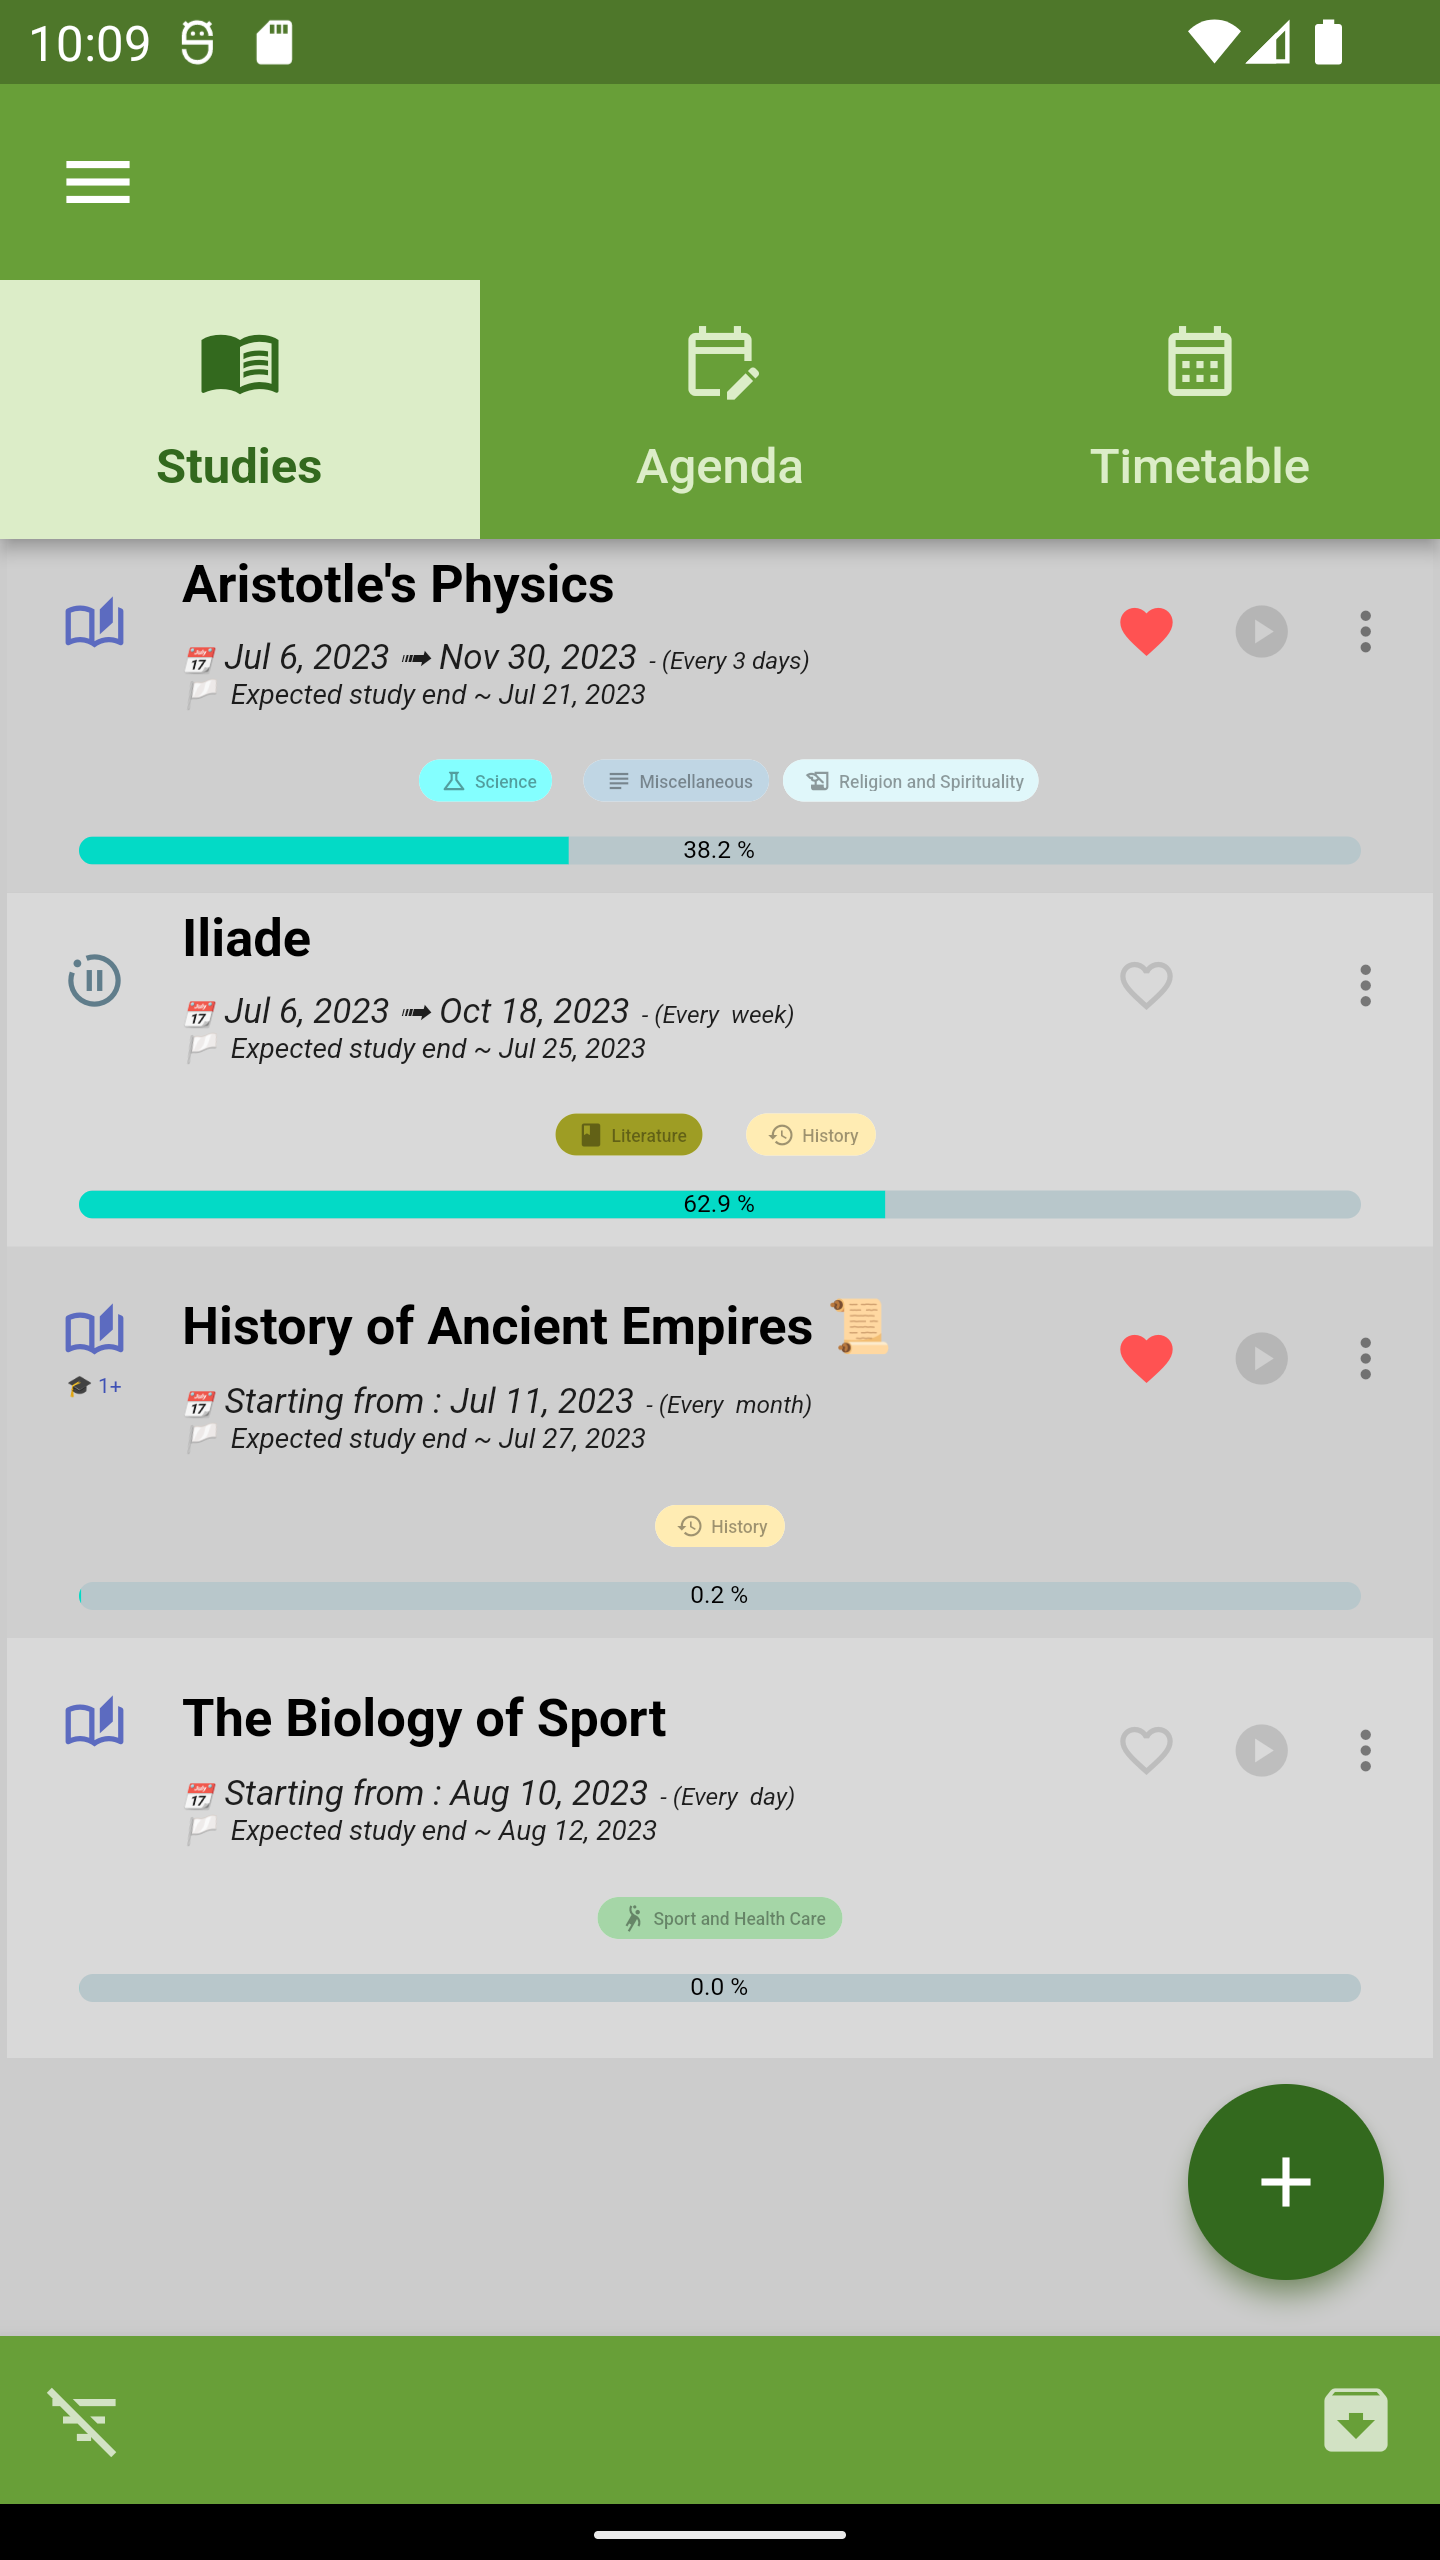 10:09
Studies
Agenda
Timetable
Aristotle's Physics
Jul 6, 2023 ➟ Nov 30, 2023 - (Every 3 days)
Expected study end ~ Jul 21, 2023
Science
Miscellaneous
Religion and Spirituality
38.2 %
Iliade
Jul 6, 2023 ➟ Oct 18, 2023 - (Every week)
Expected study end ~ Jul 25, 2023
Literature
History
62.9 %
History of Ancient Empires 📜
🎓 1+
Starting from : Jul 11, 2023 - (Every month)
Expected study end ~ Jul 27, 2023
History
0.2 %
The Biology of Sport
Starting from : Aug 10, 2023 - (Every day)
Expected study end ~ Aug 12, 2023
Sport and Health Care
0.0 %